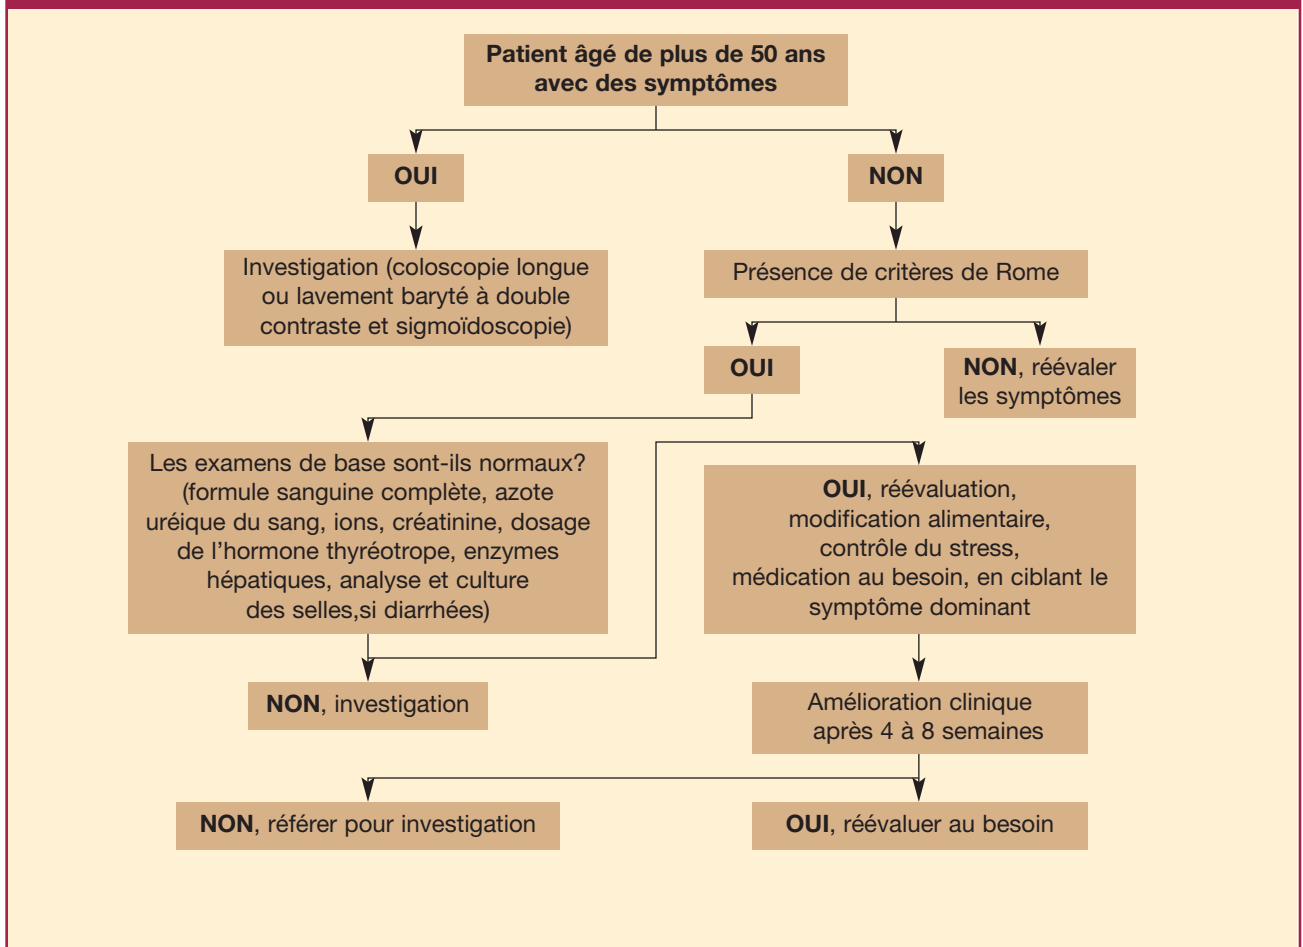 Patient âgé de plus de 50 ans
avec des symptômes
OUI
NON
Investigation (coloscopie longue
ou lavement baryté à double
contraste et sigmoïdoscopie)
Présence de critères de Rome
OUI
NON, réévaler
les symptômes
Les examens de base sont-ils normaux?
(formule sanguine complète, azote
uréique du sang, ions, créatinine, dosage
de l’hormone thyréotrope, enzymes
hépatiques, analyse et culture
des selles,si diarrhées)
OUI, réévaluation,
modification alimentaire,
contrôle du stress,
médication au besoin, en ciblant le
symptôme dominant
NON, investigation
Amélioration clinique
après 4 à 8 semaines
NON, référer pour investigation
OUI, réévaluer au besoin